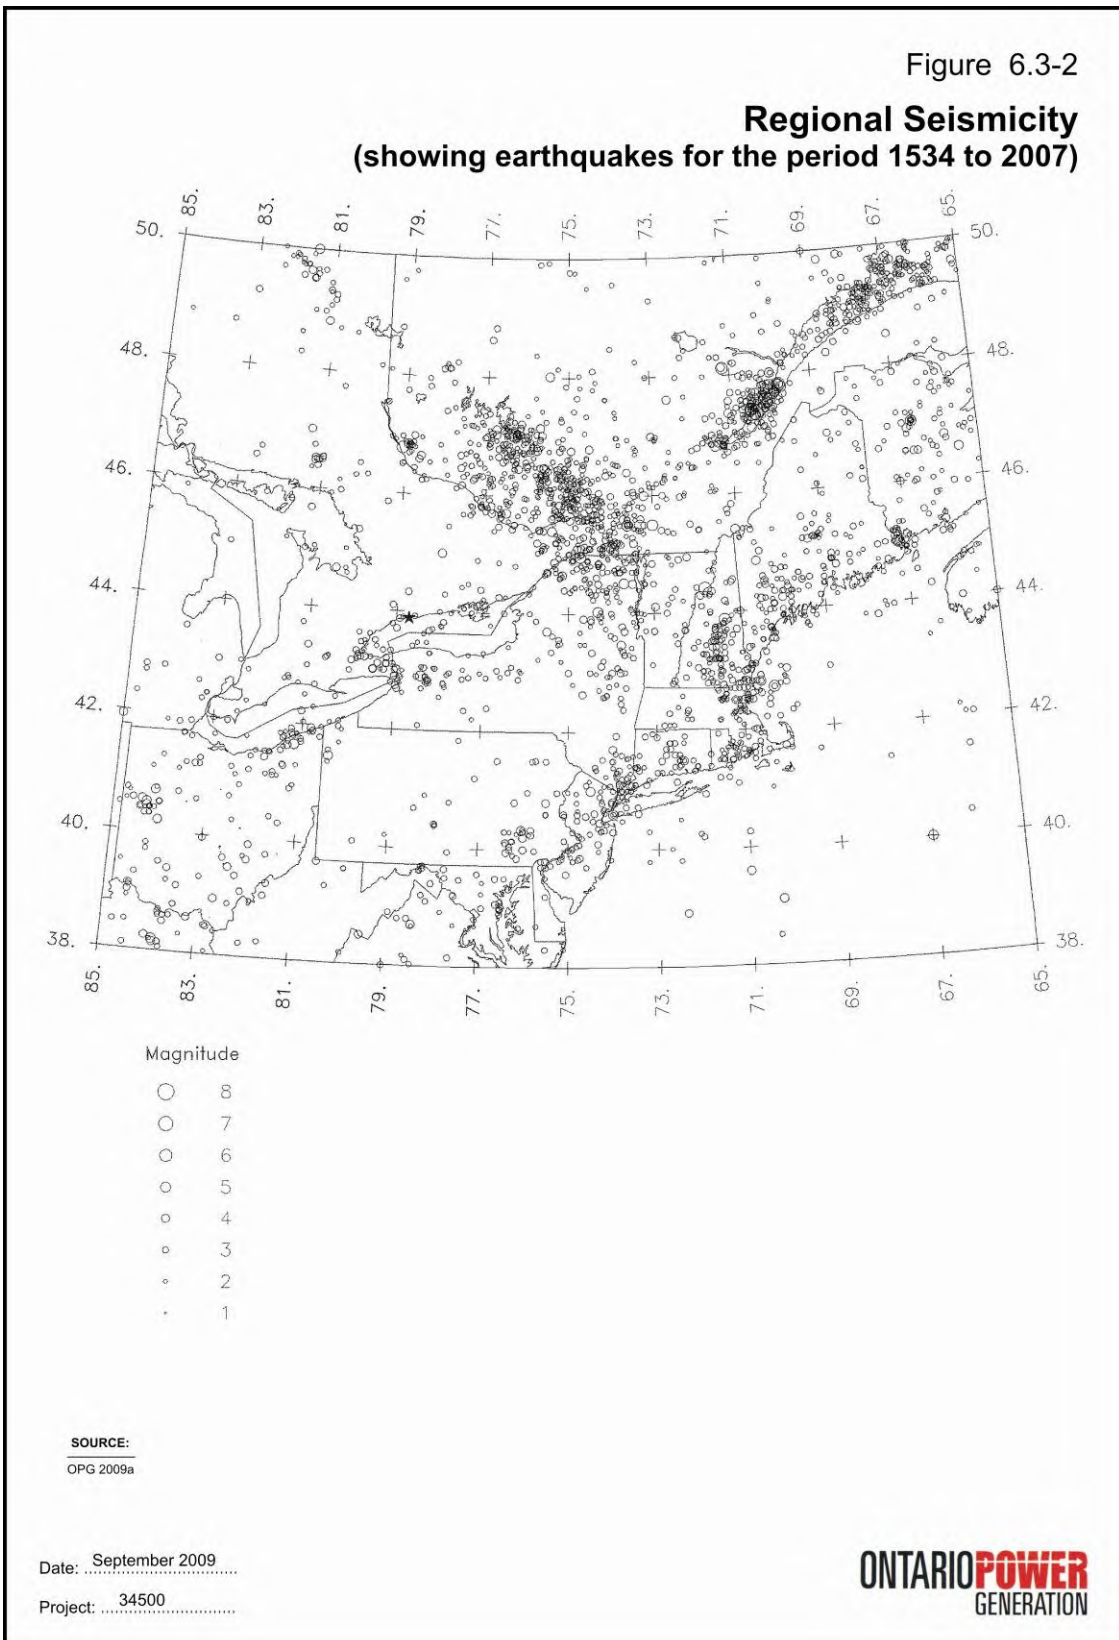 Figure 6.3-2
Regional Seismicity
(showing earthquakes for the period 1534 to 2007)
85. 83. 81. 79. 77. 75. 73. 71. 69. 67. 65.
50. 50.
48. 48.
46. 46.
44. 44.
42. 42.
40. 40.
38. 38.
85. 83. 81. 79. 77. 75. 73. 71. 69. 67. 65.
Magnitude
8
7
6
5
4
3
2
1
SOURCE:
OPG 2009a
Date: September 2009
Project: 34500
ONTARIOPOWER
GENERATION